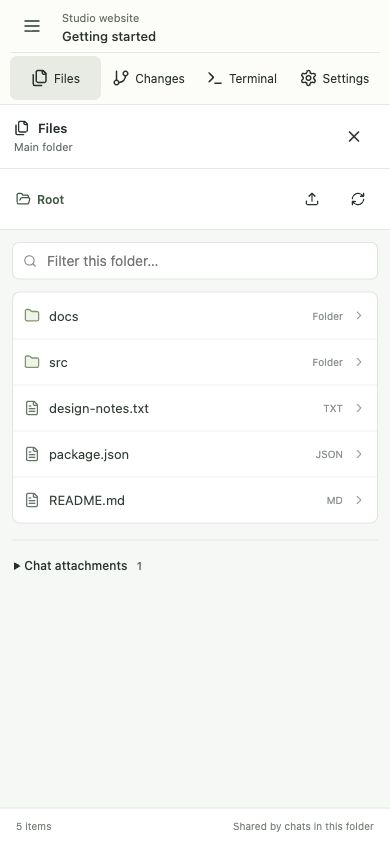 Studio website
Getting started
Files
Changes
Terminal
Settings
Files
Main folder
Root
Filter this folder...
docs Folder
src Folder
design-notes.txt TXT
package.json JSON
README.md MD
Chat attachments 1
5 items
Shared by chats in this folder